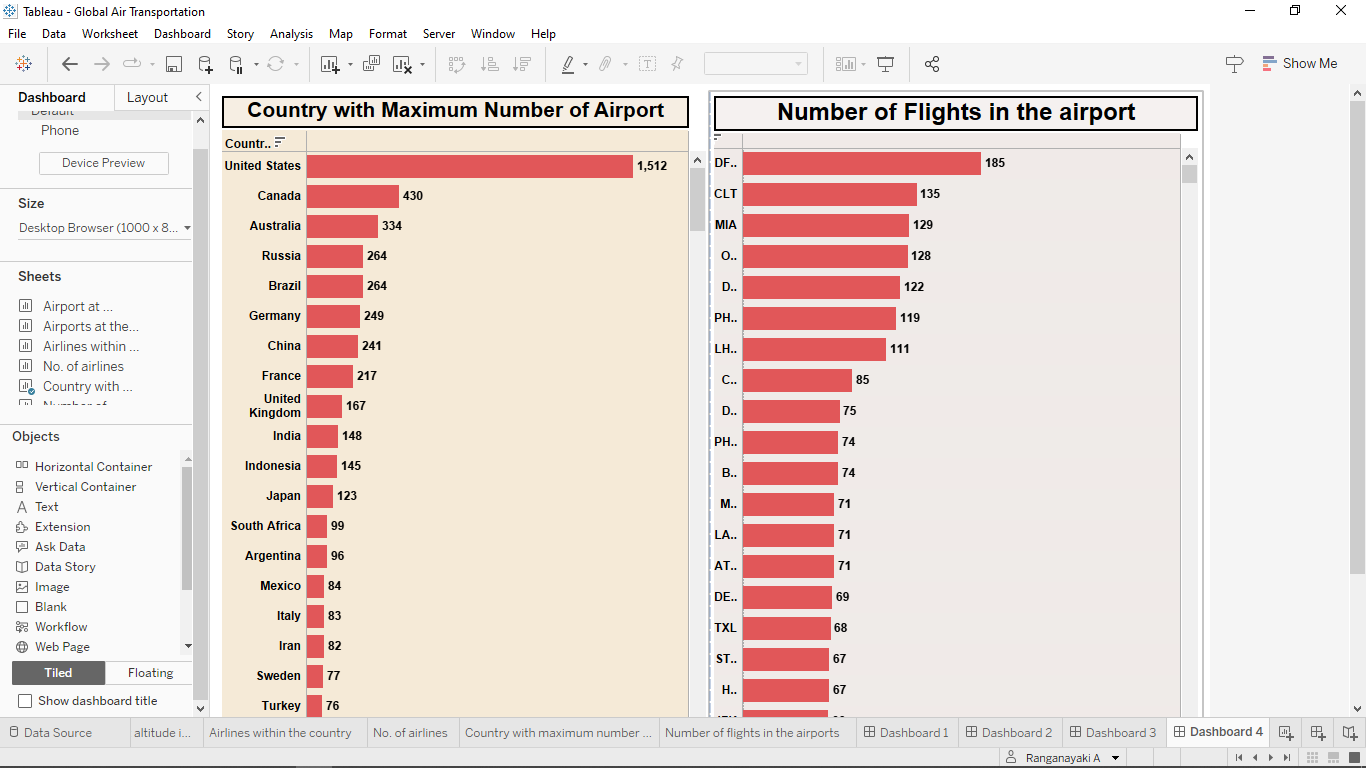 Tableau - Global Air Transportation
File Data Worksheet Dashboard Story Analysis Map Format Server Window Help
Show Me
Dashboard Layout
Default
Phone
Device Preview
Size
Desktop Browser (1000 x 8...
Sheets
Airport at ...
Airports at the...
Airlines within ...
No. of airlines
Country with ...
Number of
Objects
Horizontal Container
Vertical Container
Text
Extension
Ask Data
Data Story
Image
Blank
Workflow
Web Page
Tiled Floating
Show dashboard title
Country with Maximum Number of Airport
Countr..
United States 1,512
Canada 430
Australia 334
Russia 264
Brazil 264
Germany 249
China 241
France 217
United
Kingdom 167
India 148
Indonesia 145
Japan 123
South Africa 99
Argentina 96
Mexico 84
Italy 83
Iran 82
Sweden 77
Turkey 76
Number of Flights in the airport
DF.. 185
CLT 135
MIA 129
O.. 128
D.. 122
PH.. 119
LH.. 111
C.. 85
D.. 75
PH.. 74
B.. 74
M.. 71
LA.. 71
AT.. 71
DE.. 69
TXL 68
ST.. 67
H.. 67
Data Source altitude i... Airlines within the country No. of airlines Country with maximum number ... Number of flights in the airports Dashboard 1 Dashboard 2 Dashboard 3 Dashboard 4
Ranganayaki A